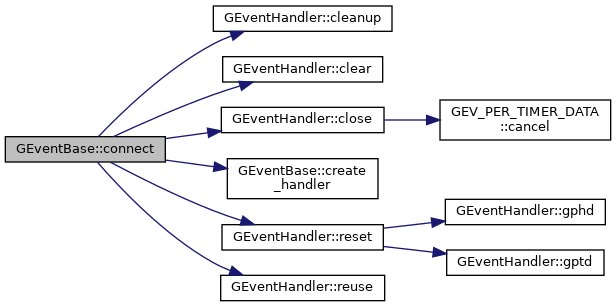 GEventHandler::cleanup
GEventHandler::clear
GEventHandler::close
GEV_PER_TIMER_DATA
::cancel
GEventBase::connect
GEventBase::create
_handler
GEventHandler::gphd
GEventHandler::reset
GEventHandler::gptd
GEventHandler::reuse